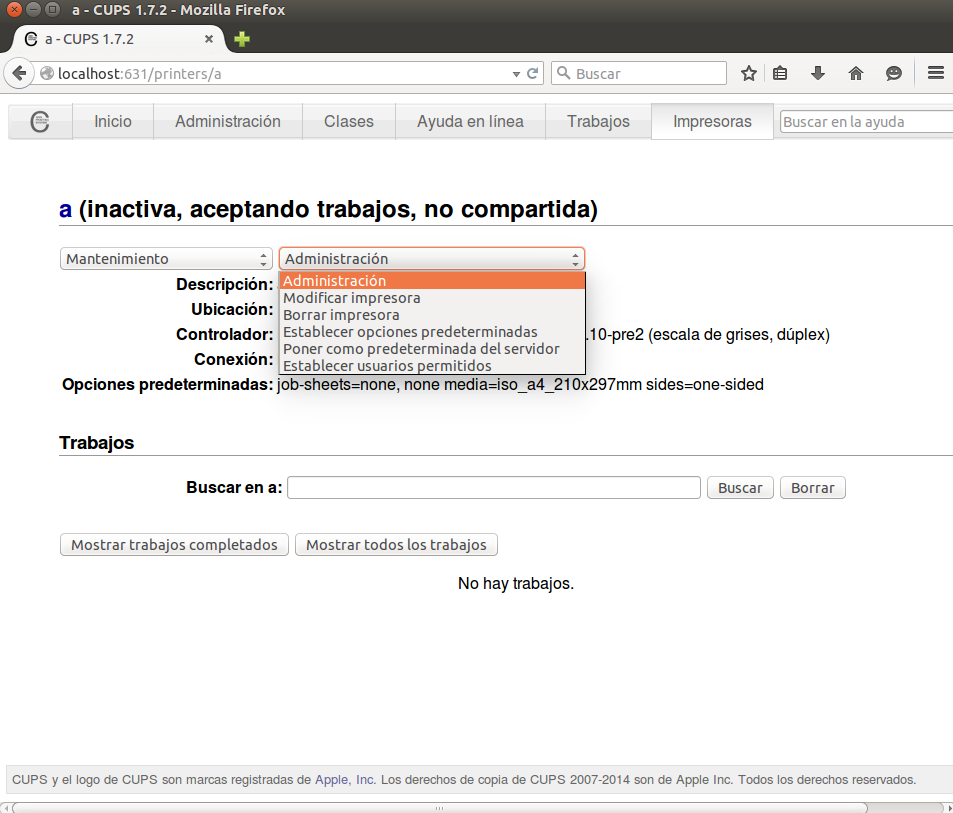 a - CUPS 1.7.2 - Mozilla Firefox
a - CUPS 1.7.2
localhost:631/printers/a
Buscar
Inicio
Administración
Clases
Ayuda en línea
Trabajos
Impresoras
Buscar en la ayuda
a (inactiva, aceptando trabajos, no compartida)
Mantenimiento
Administración
Administración
Modificar impresora
Borrar impresora
Establecer opciones predeterminadas
Poner como predeterminada del servidor
Establecer usuarios permitidos
Descripción:
Ubicación:
Controlador: .10-pre2 (escala de grises, dúplex)
Conexión:
Opciones predeterminadas: job-sheets=none, none media=iso_a4_210x297mm sides=one-sided
Trabajos
Buscar en a:
Buscar
Borrar
Mostrar trabajos completados
Mostrar todos los trabajos
No hay trabajos.
CUPS y el logo de CUPS son marcas registradas de Apple, Inc. Los derechos de copia de CUPS 2007-2014 son de Apple Inc. Todos los derechos reservados.